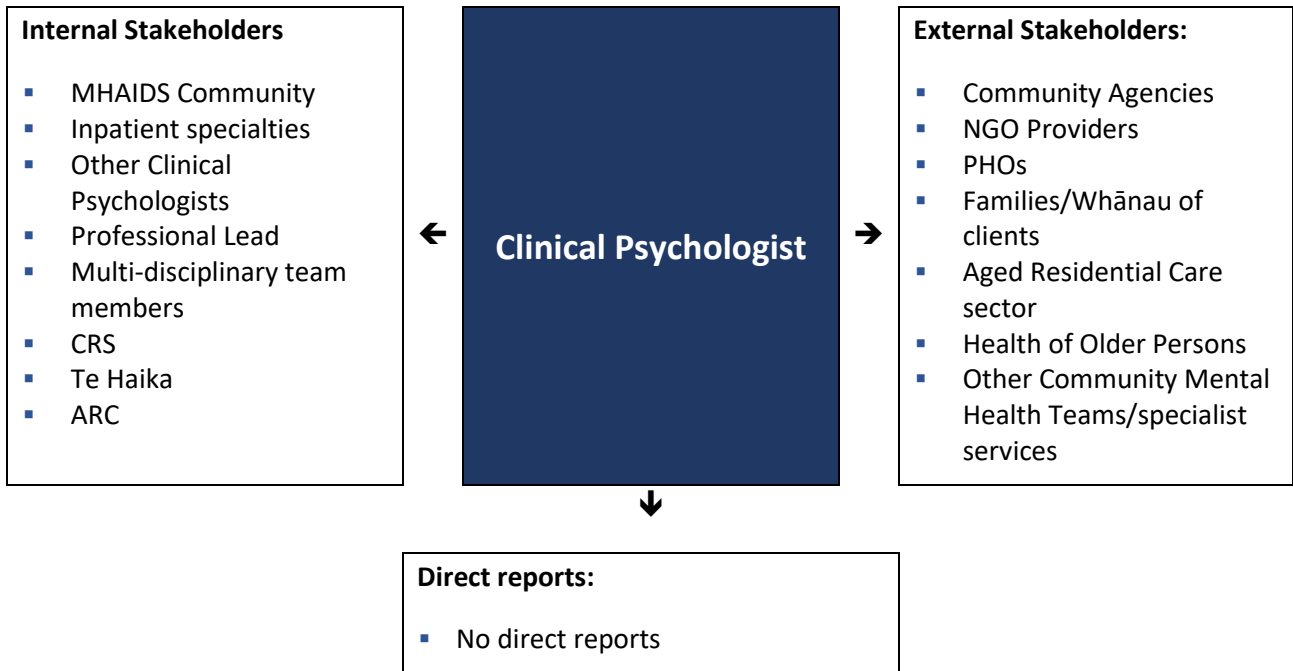 Internal Stakeholders
▪ MHAIDS Community
▪ Inpatient specialties
▪ Other Clinical
Psychologists
▪ Professional Lead
▪ Multi-disciplinary team
members
▪ CRS
▪ Te Haika
▪ ARC
🡰
Clinical Psychologist
🡲
External Stakeholders:
▪ Community Agencies
▪ NGO Providers
▪ PHOs
▪ Families/Whānau of
clients
▪ Aged Residential Care
sector
▪ Health of Older Persons
▪ Other Community Mental
Health Teams/specialist
services
🡳
Direct reports:
▪ No direct reports